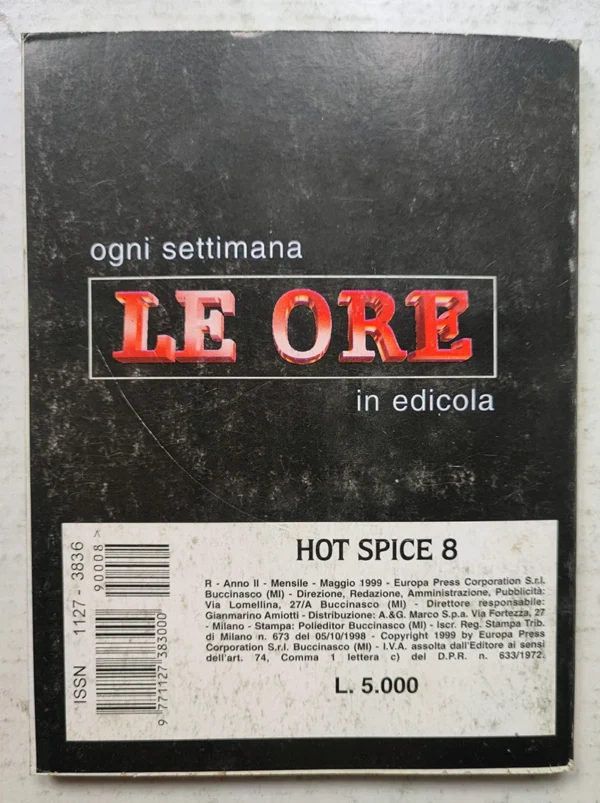 ogni settimana
LE ORE
in edicola
HOT SPICE 8
R - Anno II - Mensile - Maggio 1999 - Europa Press Corporation S.r.l.
Buccinasco (MI) - Direzione, Redazione, Amministrazione, Pubblicità:
Via Lomellina, 27/A Buccinasco (MI) - Direttore responsabile:
Gianmarino Amiotti - Distribuzione: A.&G. Marco S.p.a. Via Fortezza, 27
- Milano - Stampa: Polieditor Buccinasco (MI) - Iscr. Reg. Stampa Trib.
di Milano n. 673 del 05/10/1998 - Copyright 1999 by Europa Press
Corporation S.r.l. Buccinasco (MI) - I.V.A. assolta dall'Editore ai sensi
dell'art. 74, Comma 1 lettera c) del D.P.R. n. 633/1972.
L. 5.000
ISSN 1127-3836
90008 >
9 771127 383000